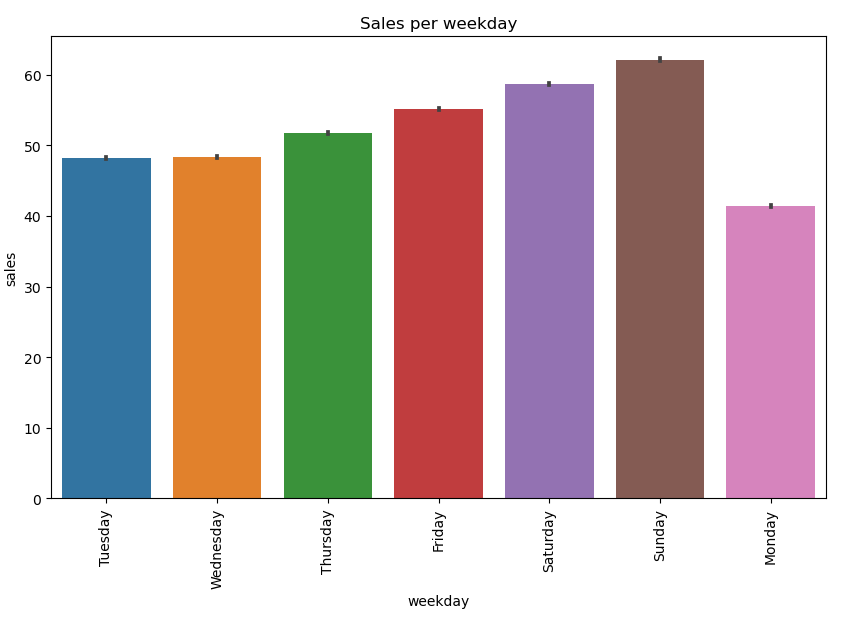 Sales per weekday
sales
60
50
40
30
20
10
0
Tuesday
Wednesday
Thursday
Friday
Saturday
Sunday
Monday
weekday